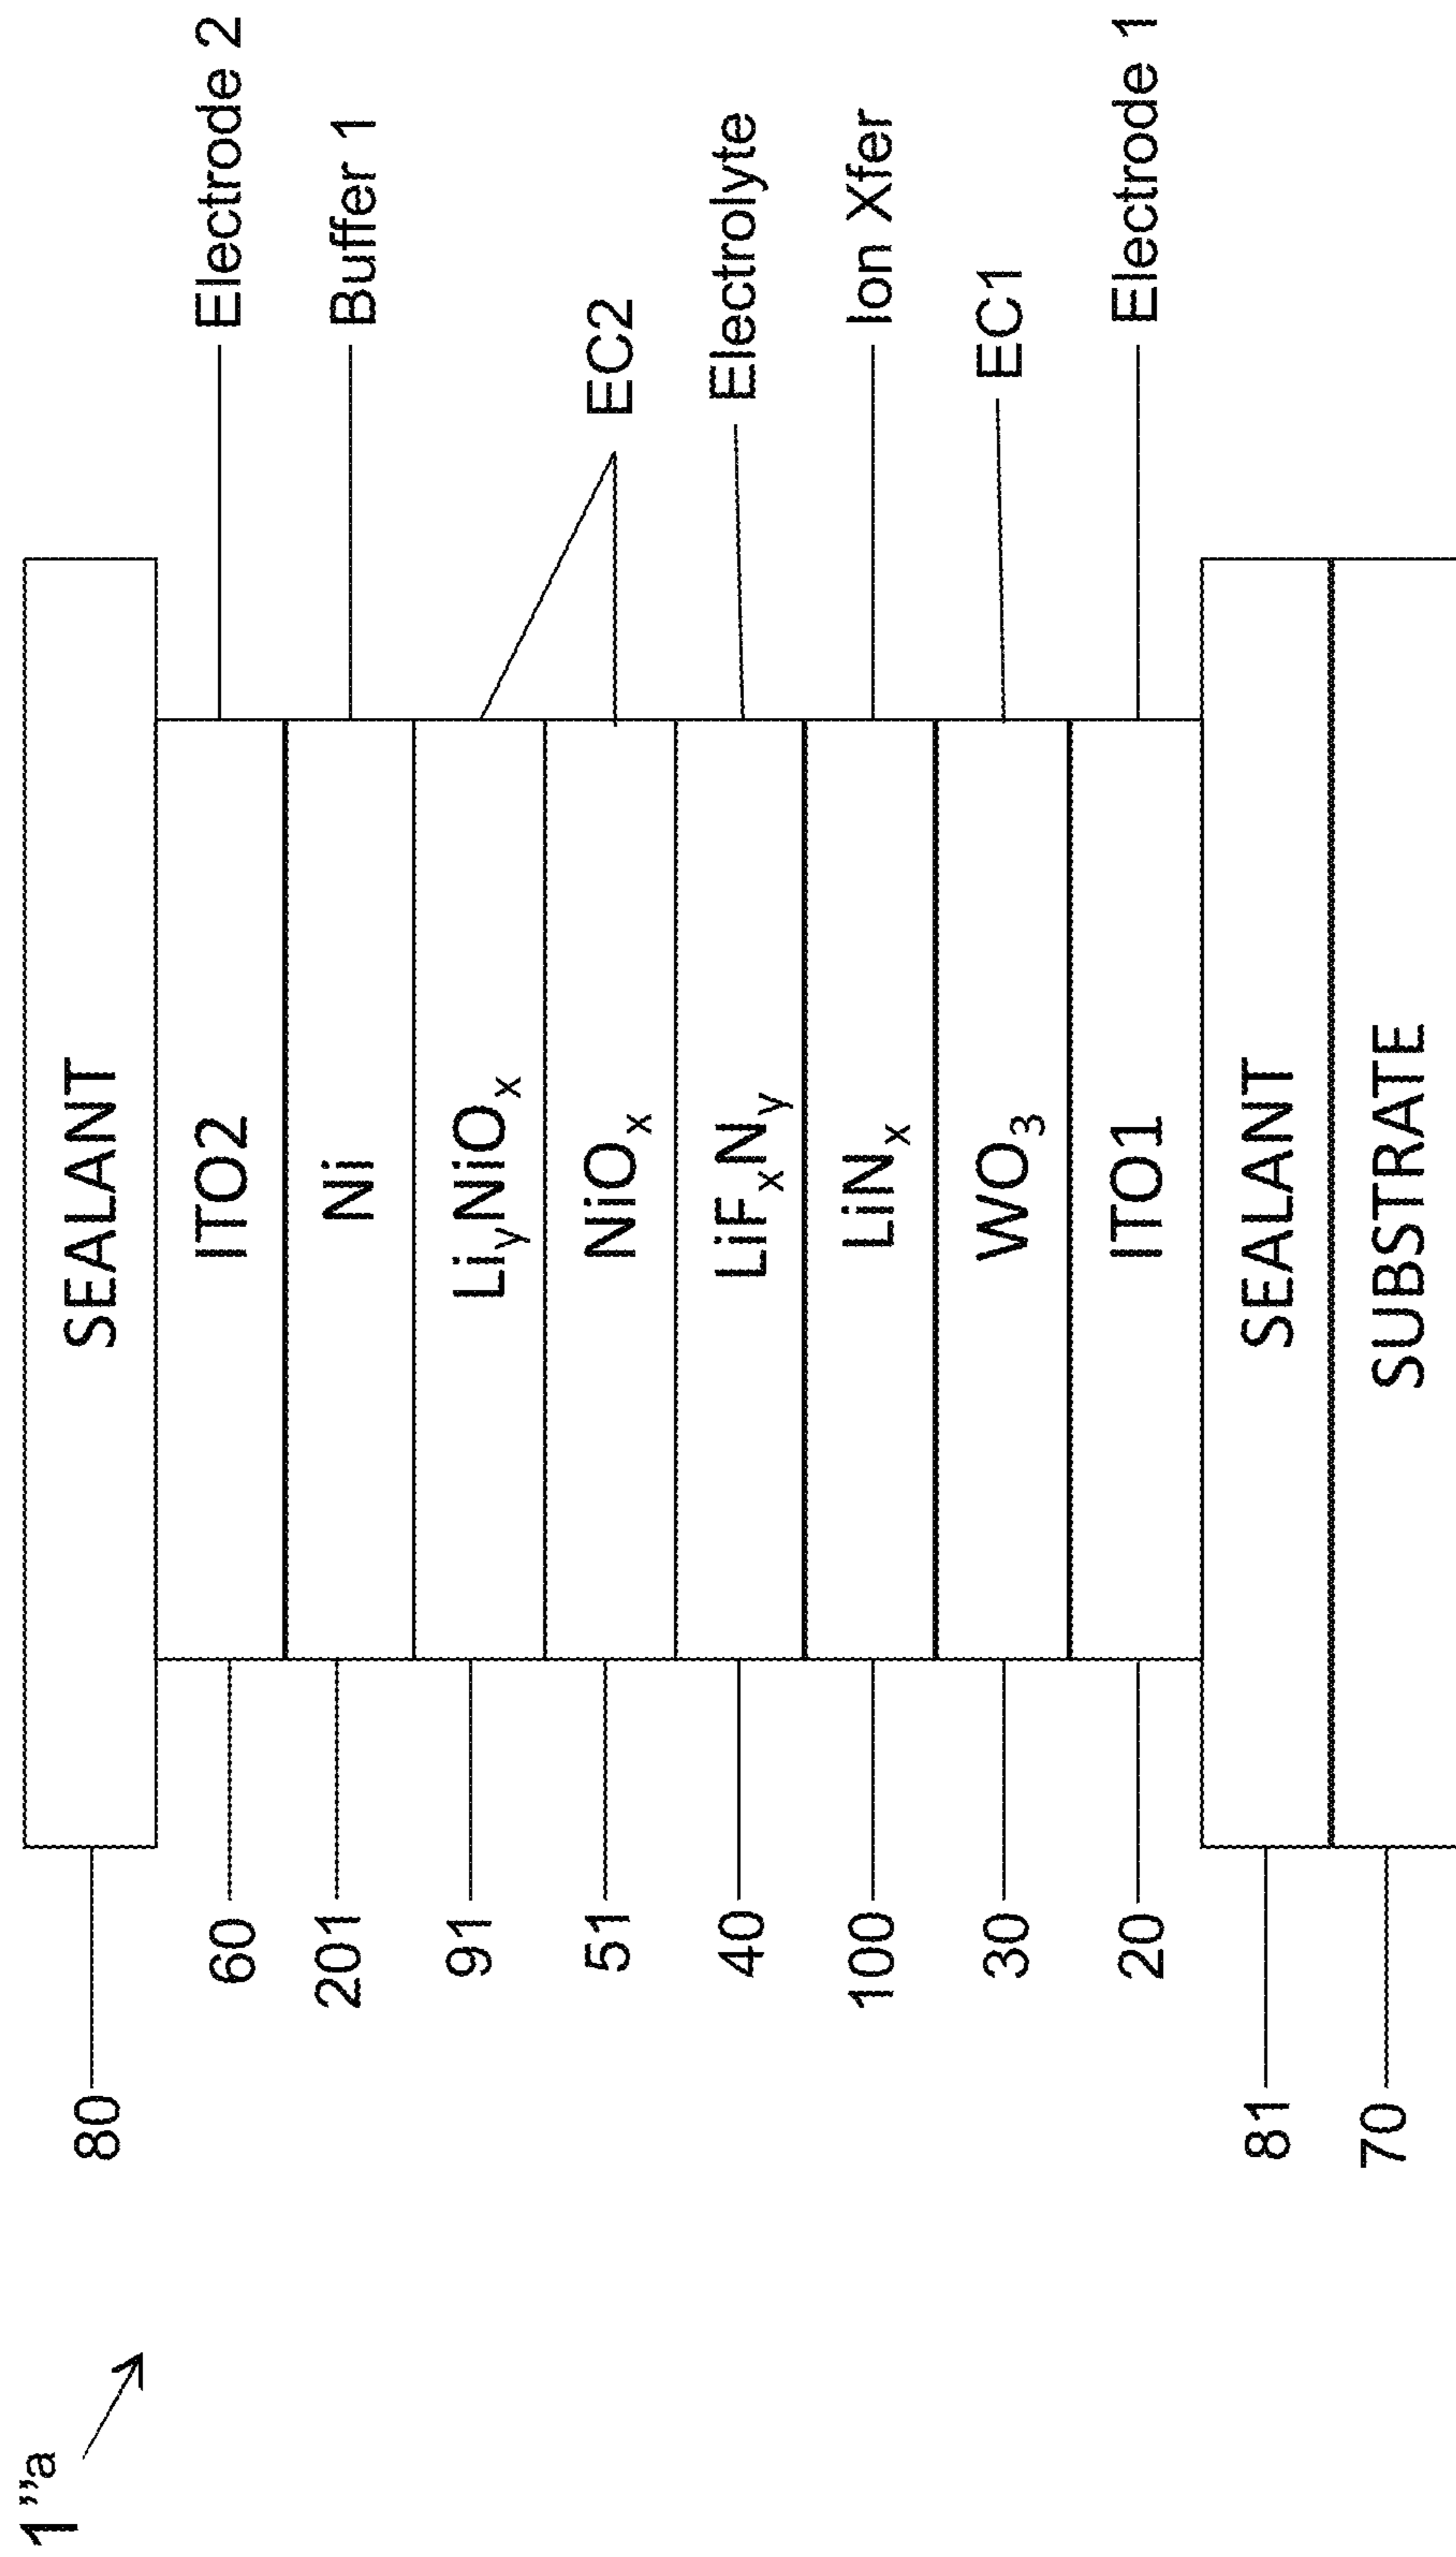 1"a
80 SEALANT
60 ITO2 Electrode 2
201 Ni Buffer 1
91 LiyNiOx
51 NiOx EC2
40 LiFxNy Electrolyte
100 LiNx Ion Xfer
30 WO3 EC1
20 ITO1 Electrode 1
81 SEALANT
70 SUBSTRATE